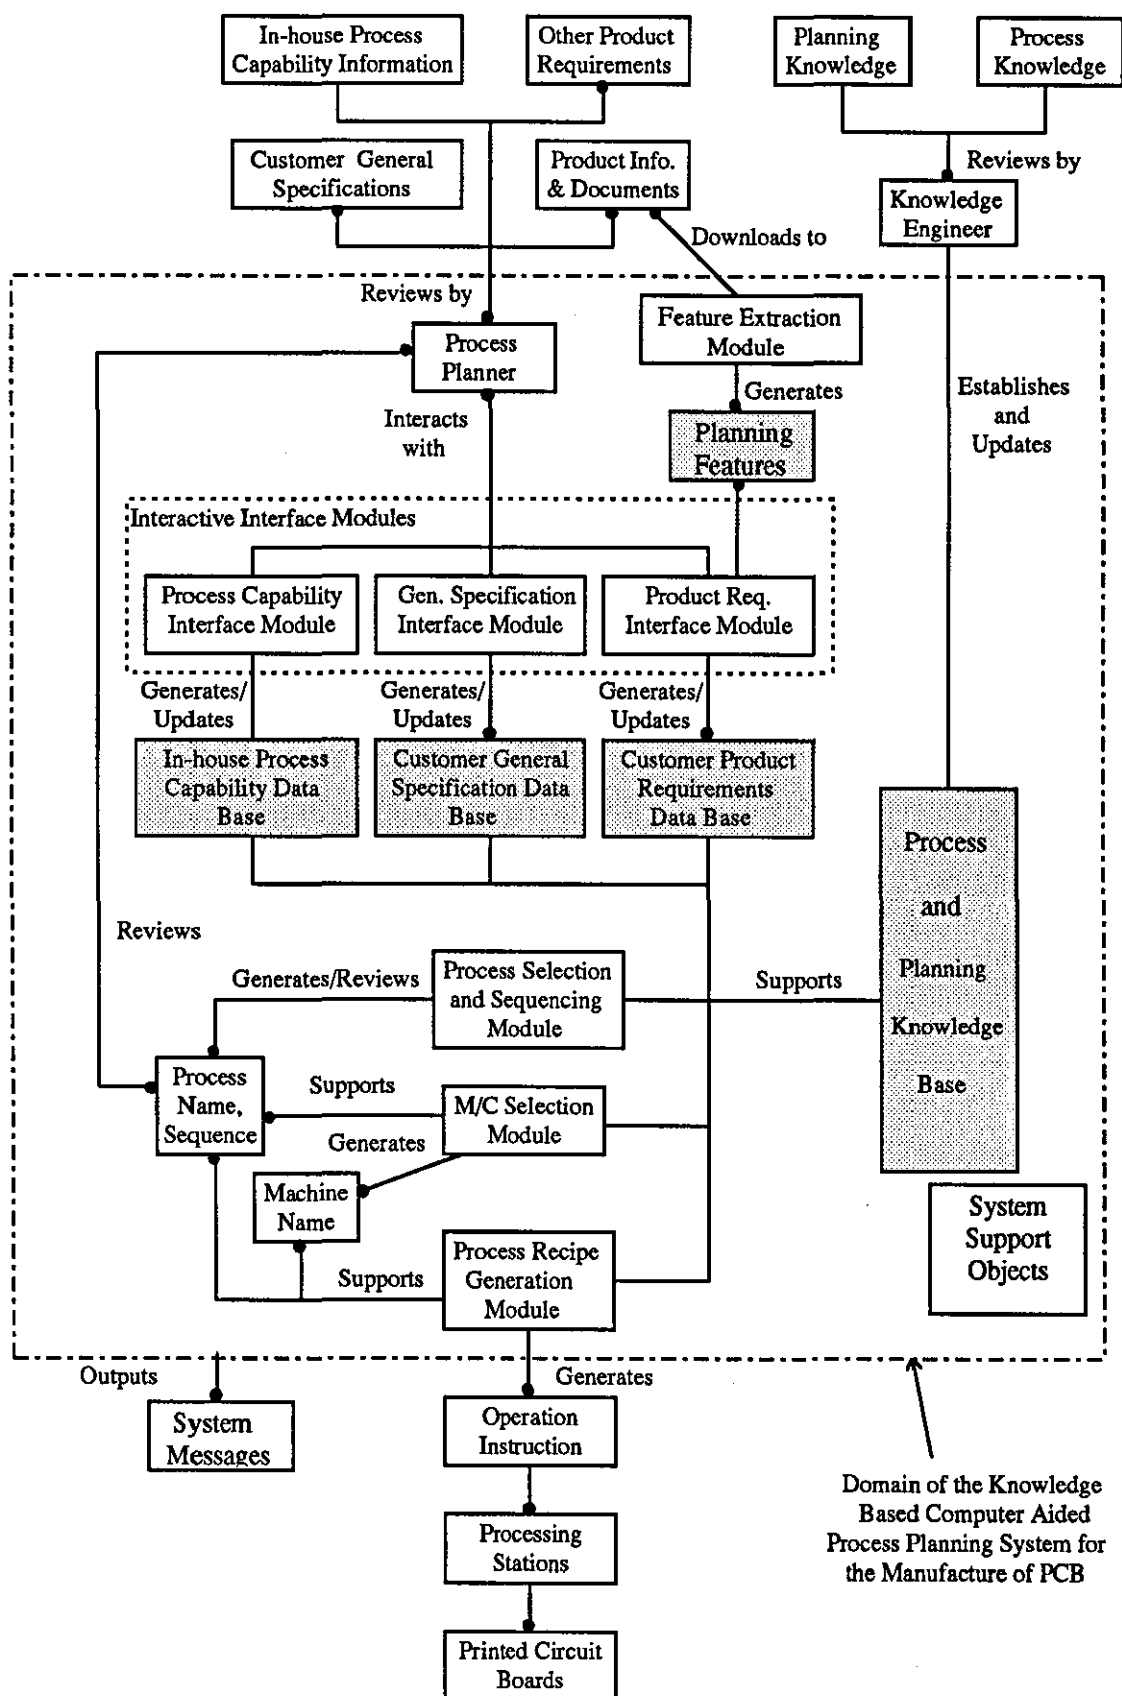 In-house Process
Capability Information
Other Product
Requirements
Planning
Knowledge
Process
Knowledge
Customer General
Specifications
Product Info.
& Documents
Reviews by
Knowledge
Engineer
Downloads to
Reviews by
Process
Planner
Feature Extraction
Module
Generates
Establishes
and
Updates
Interacts
with
Planning
Features
Interactive Interface Modules
Process Capability
Interface Module
Gen. Specification
Interface Module
Product Req.
Interface Module
Generates/
Updates
Generates/
Updates
Generates/
Updates
In-house Process
Capability Data
Base
Customer General
Specification Data
Base
Customer Product
Requirements
Data Base
Process
and
Planning
Knowledge
Base
Reviews
Generates/Reviews
Process Selection
and Sequencing
Module
Supports
Process
Name,
Sequence
Supports
M/C Selection
Module
Generates
Machine
Name
System
Support
Objects
Supports
Process Recipe
Generation
Module
Outputs
Generates
System
Messages
Operation
Instruction
Domain of the Knowledge
Based Computer Aided
Process Planning System for
the Manufacture of PCB
Processing
Stations
Printed Circuit
Boards